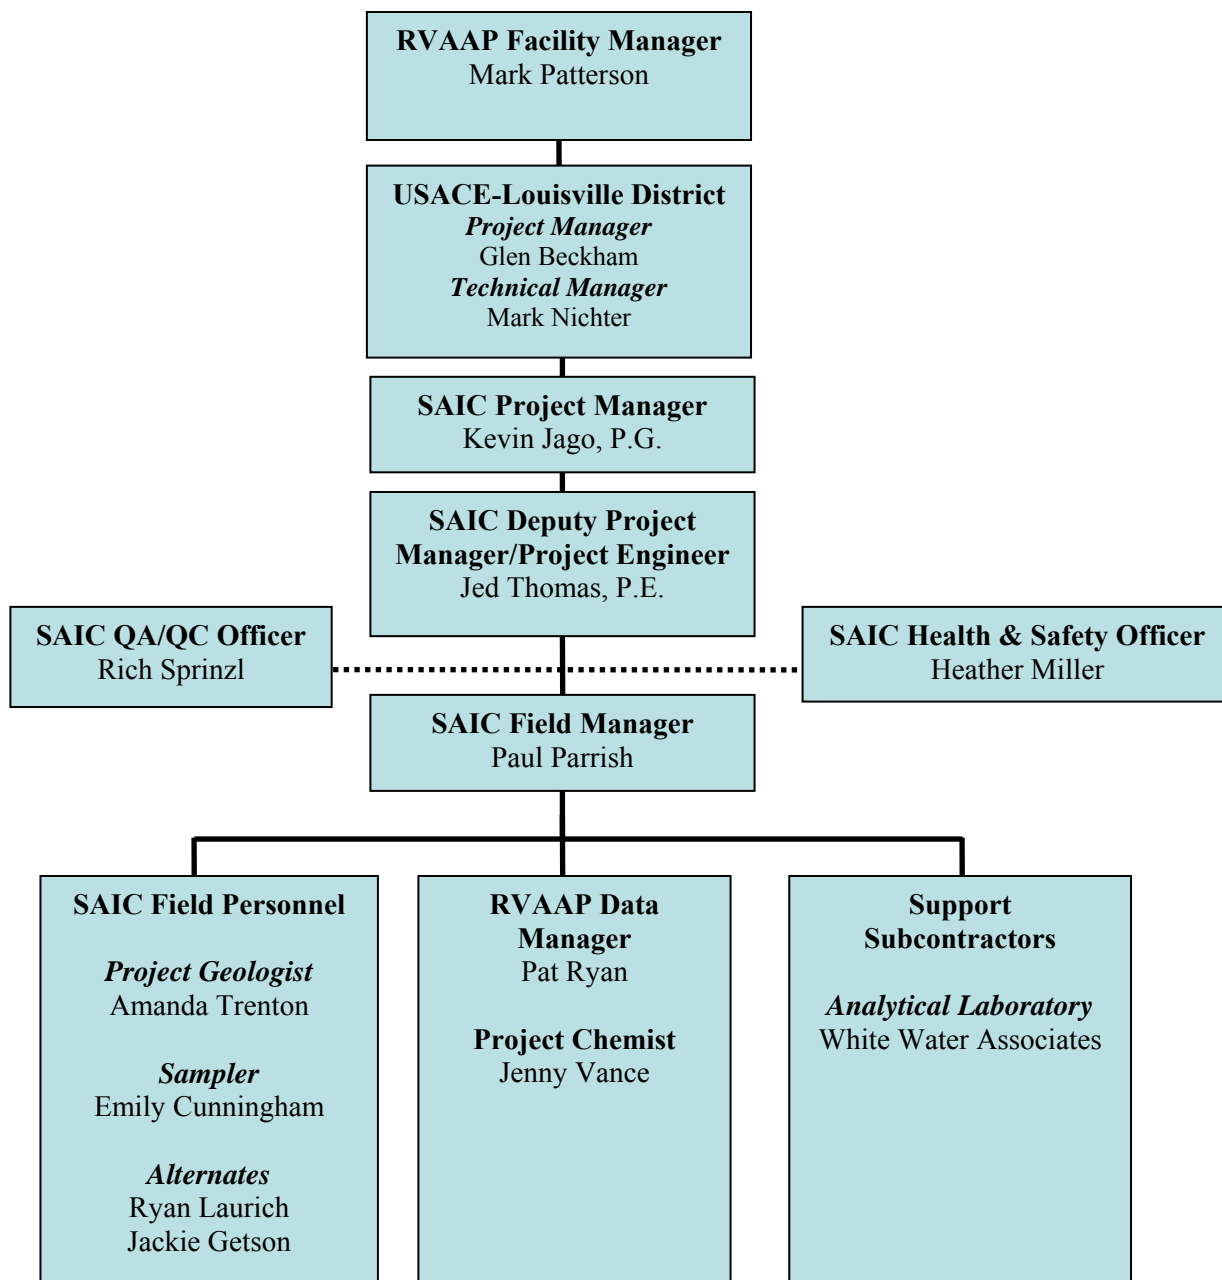 RVAAP Facility Manager
Mark Patterson
USACE-Louisville District
Project Manager
Glen Beckham
Technical Manager
Mark Nichter
SAIC Project Manager
Kevin Jago, P.G.
SAIC Deputy Project
Manager/Project Engineer
Jed Thomas, P.E.
SAIC QA/QC Officer
Rich Sprinzl
SAIC Health & Safety Officer
Heather Miller
SAIC Field Manager
Paul Parrish
SAIC Field Personnel
Project Geologist
Amanda Trenton
Sampler
Emily Cunningham
Alternates
Ryan Laurich
Jackie Getson
RVAAP Data
Manager
Pat Ryan
Project Chemist
Jenny Vance
Support
Subcontractors
Analytical Laboratory
White Water Associates